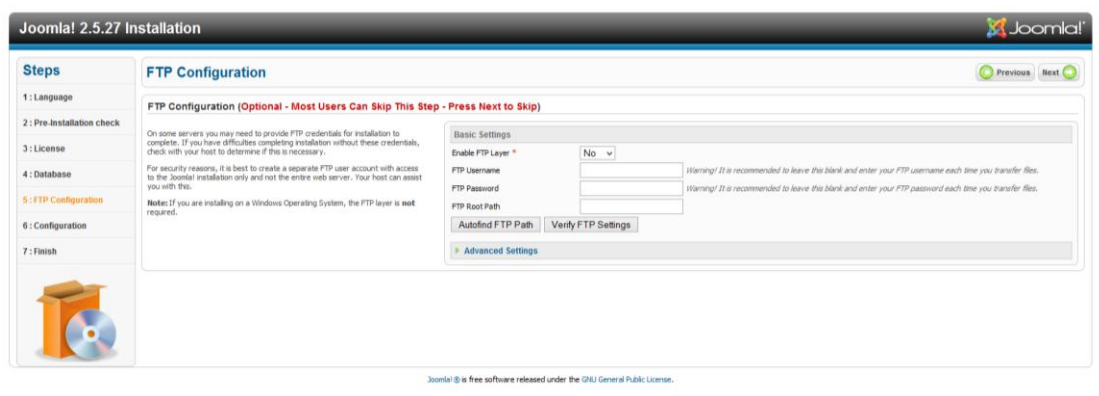 Joomla! 2.5.27 Installation
Joomla!
Steps
1 : Language
2 : Pre-Installation check
3 : License
4 : Database
5 : FTP Configuration
6 : Configuration
7 : Finish
FTP Configuration
Previous
Next
FTP Configuration (Optional - Most Users Can Skip This Step - Press Next to Skip)
On some servers you may need to provide FTP credentials for installation to
complete. If you have difficulties completing installation without these credentials,
check with your host to determine if this is necessary.
For security reasons, it is best to create a separate FTP user account with access
to the Joomla! installation only and not the entire web server. Your host can assist
you with this.
Note: If you are installing on a Windows Operating System, the FTP layer is not
required.
Basic Settings
Enable FTP Layer * No
FTP Username Warning! It is recommended to leave this blank and enter your FTP username each time you transfer files.
FTP Password Warning! It is recommended to leave this blank and enter your FTP password each time you transfer files.
FTP Root Path
Autofind FTP Path Verify FTP Settings
Advanced Settings
Joomla! ® is free software released under the GNU General Public License.